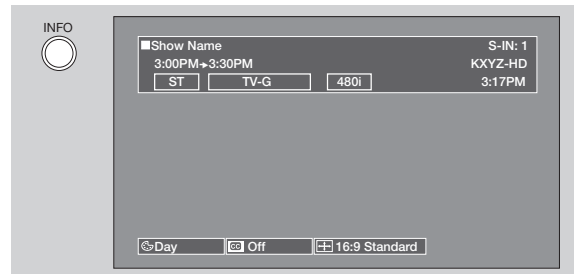 INFO
■Show Name S-IN: 1
3:00PM→3:30PM KXYZ-HD
ST TV-G 480i 3:17PM
Day CC Off 16:9 Standard